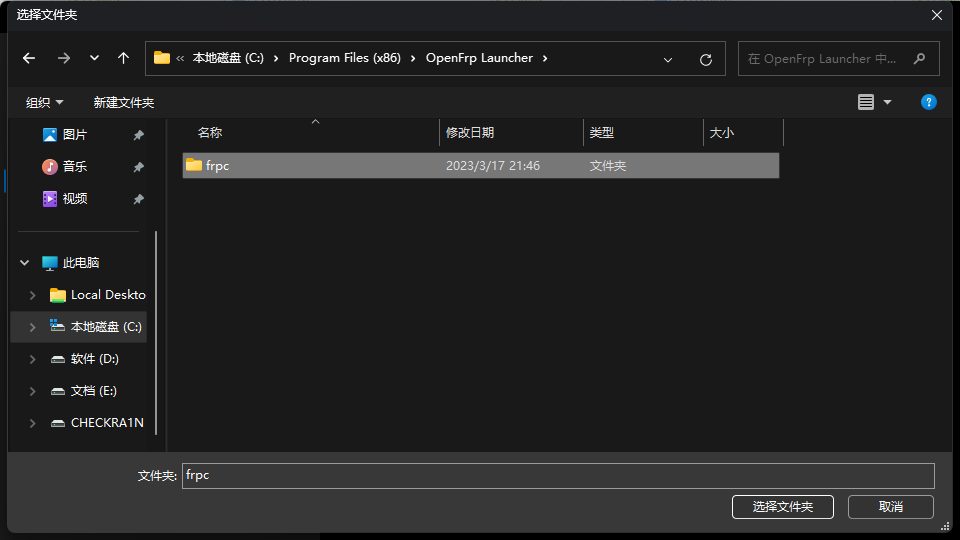 选择文件夹
« 本地磁盘 (C:) > Program Files (x86) > OpenFrp Launcher >
在 OpenFrp Launcher 中...
组织
新建文件夹
?
图片
音乐
视频
此电脑
Local Deskto
本地磁盘 (C:)
软件 (D:)
文档 (E:)
CHECKRA1N
名称 修改日期 类型 大小
frpc 2023/3/17 21:46 文件夹
文件夹: frpc
选择文件夹 取消